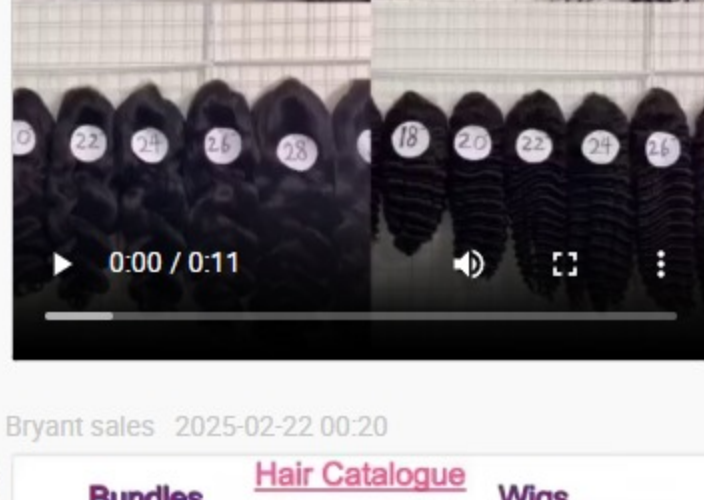 0 22 24 26 28 18 20 22 24 26
0:00 / 0:11
Bryant sales 2025-02-22 00:20
Hair Catalogue
Bundles Wigs